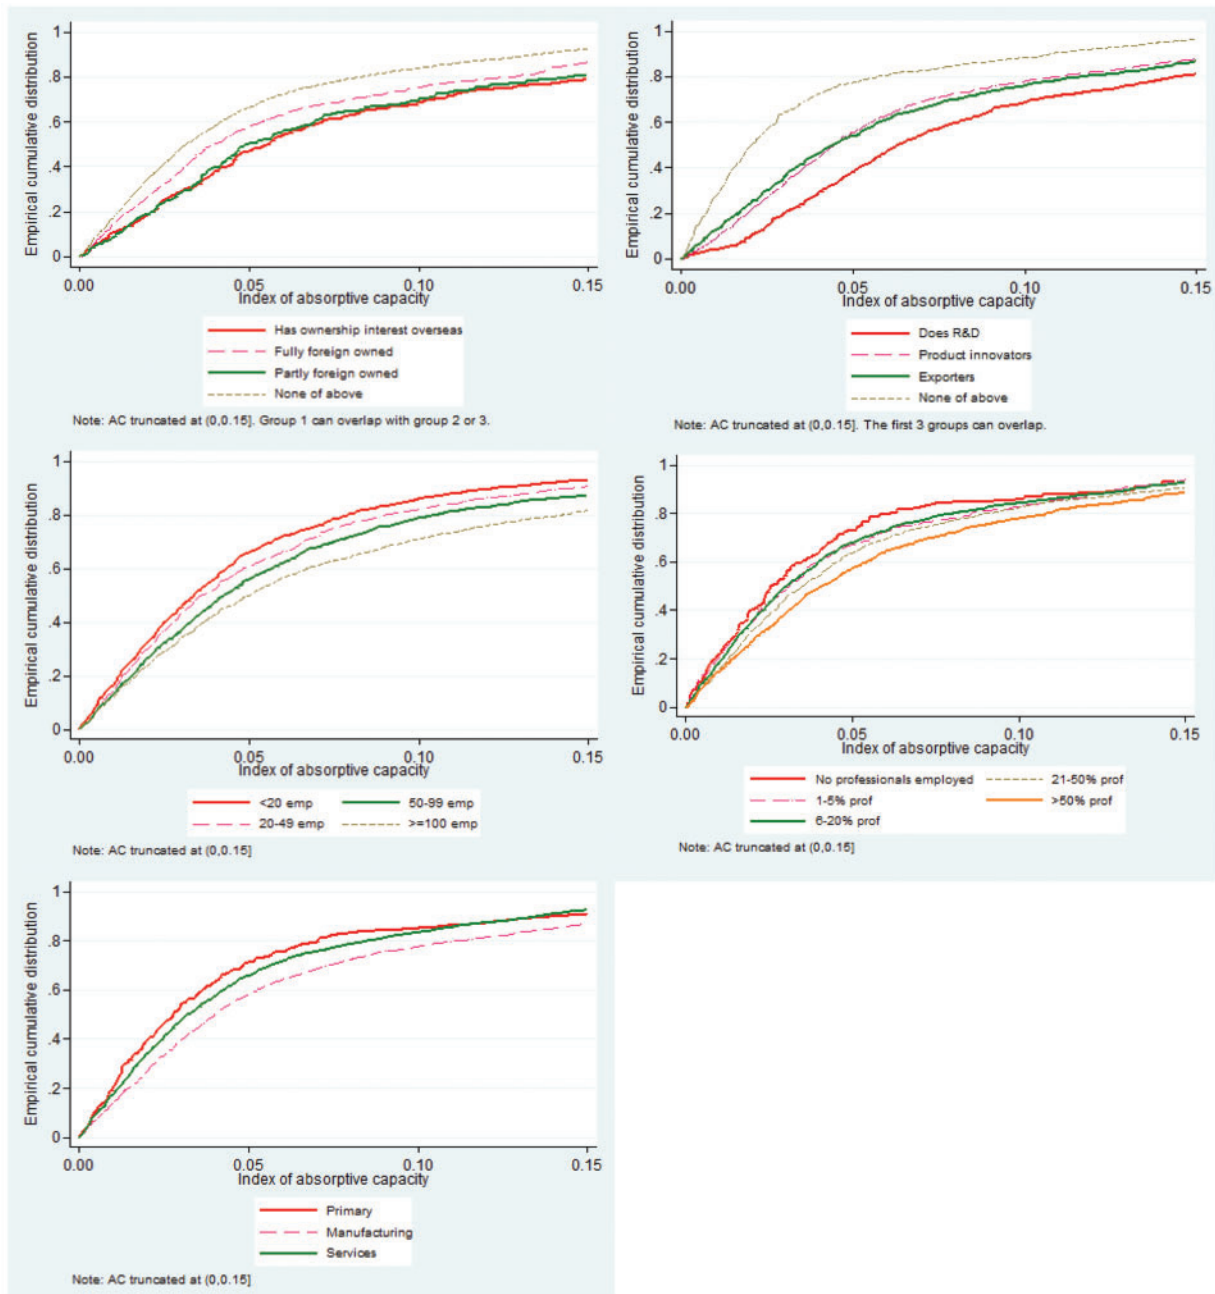 Empirical cumulative distribution
1
.8
.6
.4
.2
0
0.00 0.05 0.10 0.15
Index of absorptive capacity
Has ownership interest overseas
Fully foreign owned
Partly foreign owned
None of above
Note: AC truncated at (0,0.15]. Group 1 can overlap with group 2 or 3.
Empirical cumulative distribution
1
.8
.6
.4
.2
0
0.00 0.05 0.10 0.15
Index of absorptive capacity
Does R&D
Product innovators
Exporters
None of above
Note: AC truncated at (0,0.15]. The first 3 groups can overlap.
Empirical cumulative distribution
1
.8
.6
.4
.2
0
0.00 0.05 0.10 0.15
Index of absorptive capacity
<20 emp 50-99 emp
20-49 emp >=100 emp
Note: AC truncated at (0,0.15]
Empirical cumulative distribution
1
.8
.6
.4
.2
0
0.00 0.05 0.10 0.15
Index of absorptive capacity
No professionals employed 21-50% prof
1-5% prof >50% prof
6-20% prof
Note: AC truncated at (0,0.15]
Empirical cumulative distribution
1
.8
.6
.4
.2
0
0.00 0.05 0.10 0.15
Index of absorptive capacity
Primary
Manufacturing
Services
Note: AC truncated at (0,0.15]